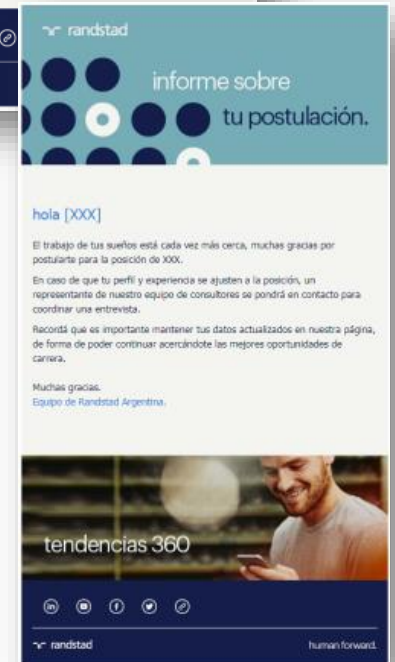 randstad
informe sobre
tu postulación.
hola [XXX]
El trabajo de tus sueños está cada vez más cerca, muchas gracias por
postularte para la posición de XXX.
En caso de que tu perfil y experiencia se ajusten a la posición, un
representante de nuestro equipo de consultores se pondrá en contacto para
coordinar una entrevista.
Recordá que es importante mantener tus datos actualizados en nuestra página,
de forma de poder continuar acercándote las mejores oportunidades de
carrera.
Muchas gracias.
Equipo de Randstad Argentina.
tendencias 360
randstad
human forward.